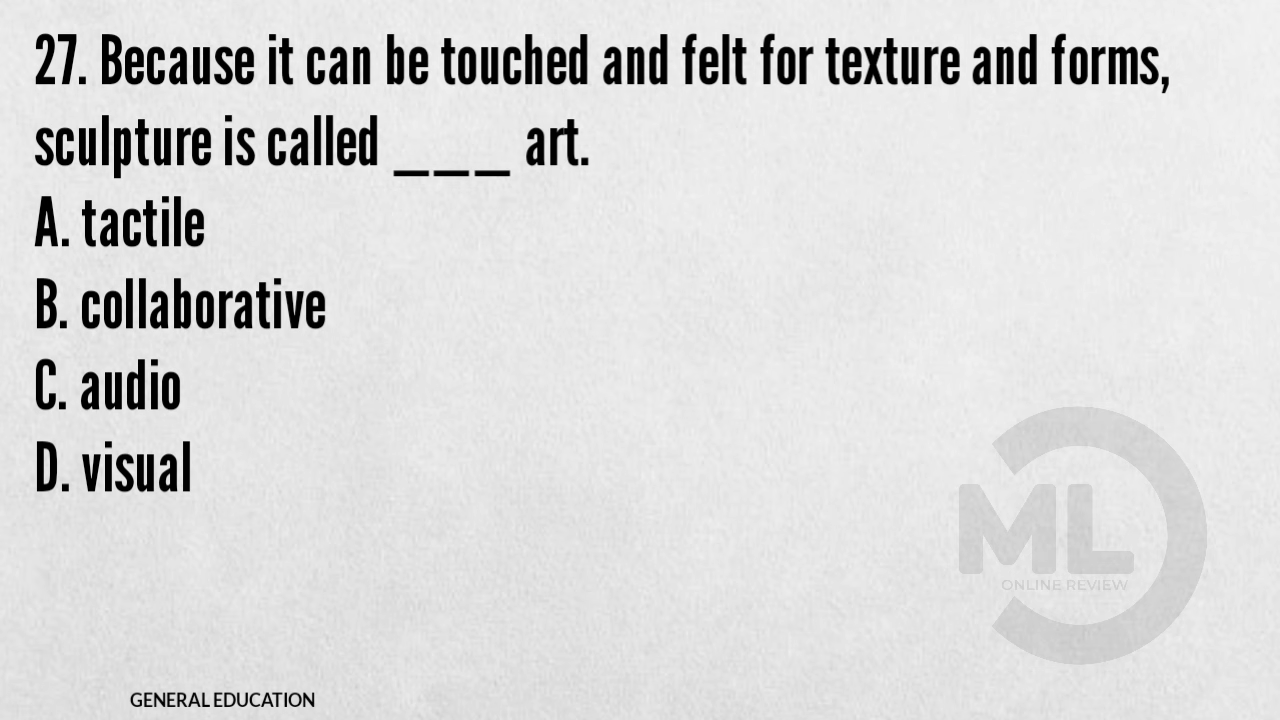 27. Because it can be touched and felt for texture and forms,
sculpture is called ___ art.
A. tactile
B. collaborative
C. audio
D. visual
ML
ONLINE REVIEW
GENERAL EDUCATION